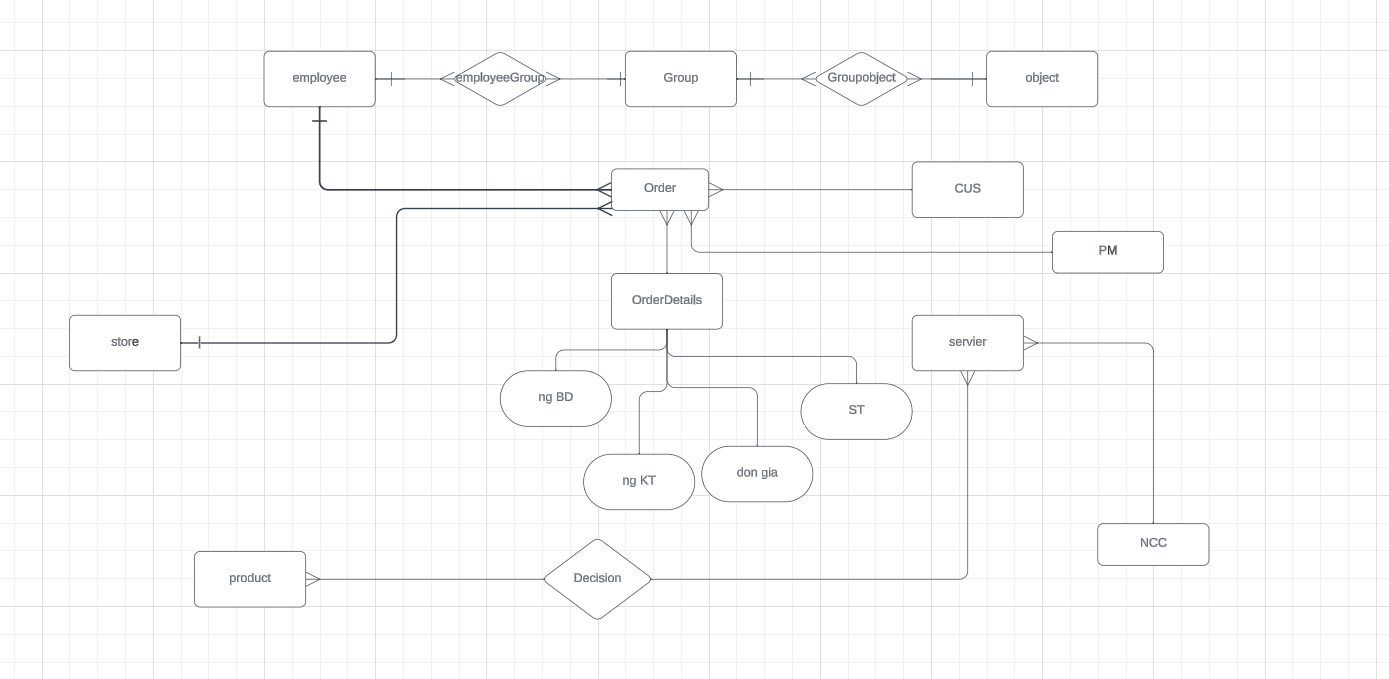 employee
employeeGroup
Group
Groupobject
object
Order
CUS
PM
OrderDetails
store
servier
ng BD
ST
ng KT
don gia
NCC
product
Decision